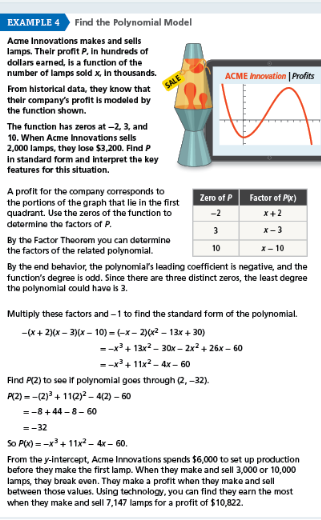 EXAMPLE 4 Find the Polynomial Model
Acme Innovations makes and sells
lamps. Their profit P, in hundreds of
dollars earned, is a function of the
number of lamps sold x, in thousands.
From historical data, they know that
their company's profit is modeled by
the function shown.
The function has zeros at –2, 3, and
10. When Acme Innovations sells
2,000 lamps, they lose $3,200. Find P
in standard form and interpret the key
features for this situation.
SALE
ACME Innovation | Profits
A profit for the company corresponds to
the portions of the graph that lie in the first
quadrant. Use the zeros of the function to
determine the factors of P.
By the Factor Theorem you can determine
the factors of the related polynomial.
Zero of P Factor of P(x)
–2 x + 2
3 x – 3
10 x – 10
By the end behavior, the polynomial's leading coefficient is negative, and the
function's degree is odd. Since there are three distinct zeros, the least degree
the polynomial could have is 3.
Multiply these factors and –1 to find the standard form of the polynomial.
–(x + 2)(x – 3)(x – 10) = (–x – 2)(x² – 13x + 30)
= –x³ + 13x² – 30x – 2x² + 26x – 60
= –x³ + 11x² – 4x – 60
Find P(2) to see if polynomial goes through (2, –32).
P(2) = –(2)³ + 11(2)² – 4(2) – 60
= –8 + 44 – 8 – 60
= –32
So P(x) = –x³ + 11x² – 4x – 60.
From the y-intercept, Acme Innovations spends $6,000 to set up production
before they make the first lamp. When they make and sell 3,000 or 10,000
lamps, they break even. They make a profit when they make and sell
between those values. Using technology, you can find they earn the most
when they make and sell 7,147 lamps for a profit of $10,822.